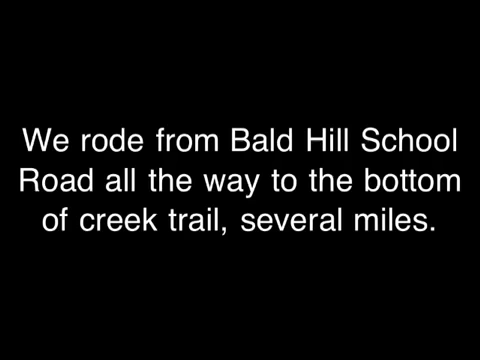 We rode from Bald Hill School
Road all the way to the bottom
of creek trail, several miles.